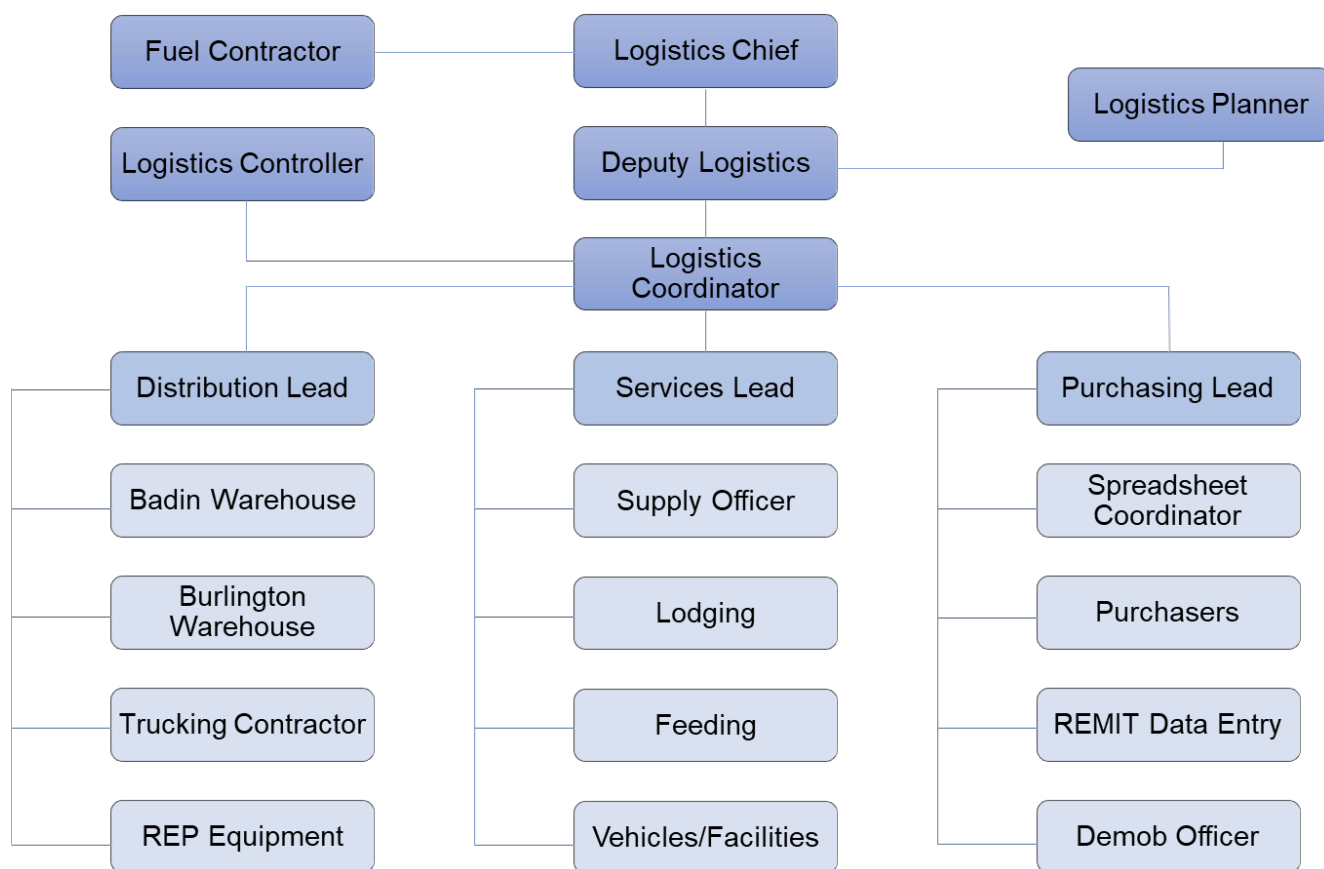 Fuel Contractor
Logistics Chief
Logistics Planner
Logistics Controller
Deputy Logistics
Logistics
Coordinator
Distribution Lead
Services Lead
Purchasing Lead
Badin Warehouse
Supply Officer
Spreadsheet
Coordinator
Burlington
Warehouse
Lodging
Purchasers
Trucking Contractor
Feeding
REMIT Data Entry
REP Equipment
Vehicles/Facilities
Demob Officer